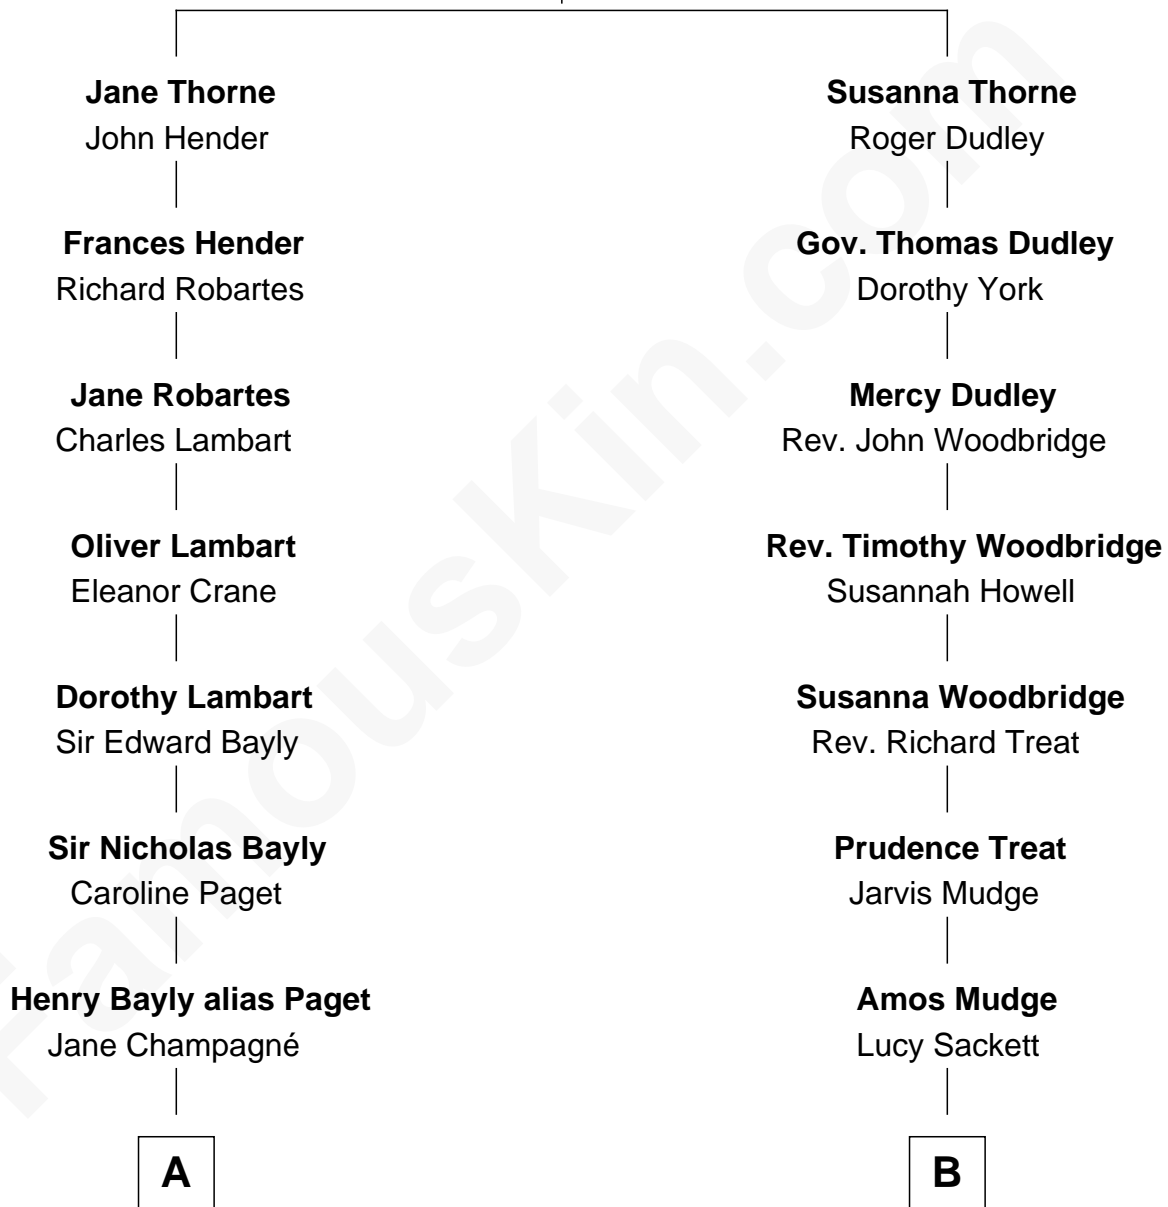 Jane Thorne
John Hender
Frances Hender
Richard Robartes
Jane Robartes
Charles Lambart
Oliver Lambart
Eleanor Crane
Dorothy Lambart
Sir Edward Bayly
Sir Nicholas Bayly
Caroline Paget
Henry Bayly alias Paget
Jane Champagné
A
Susanna Thorne
Roger Dudley
Gov. Thomas Dudley
Dorothy York
Mercy Dudley
Rev. John Woodbridge
Rev. Timothy Woodbridge
Susannah Howell
Susanna Woodbridge
Rev. Richard Treat
Prudence Treat
Jarvis Mudge
Amos Mudge
Lucy Sackett
B
FamousKin.com